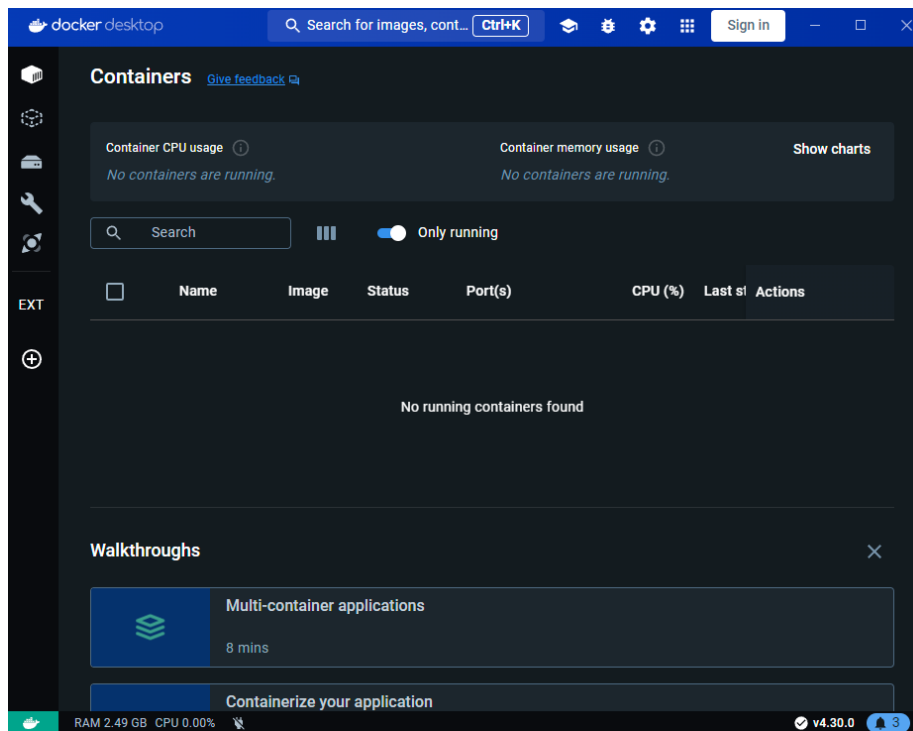 docker desktop
Search for images, cont... Ctrl+K
Sign in
Containers Give feedback
Container CPU usage
No containers are running.
Container memory usage
No containers are running.
Show charts
Search
Only running
Name Image Status Port(s) CPU (%) Last st Actions
EXT
No running containers found
Walkthroughs
Multi-container applications
8 mins
Containerize your application
RAM 2.49 GB CPU 0.00% v4.30.0 3